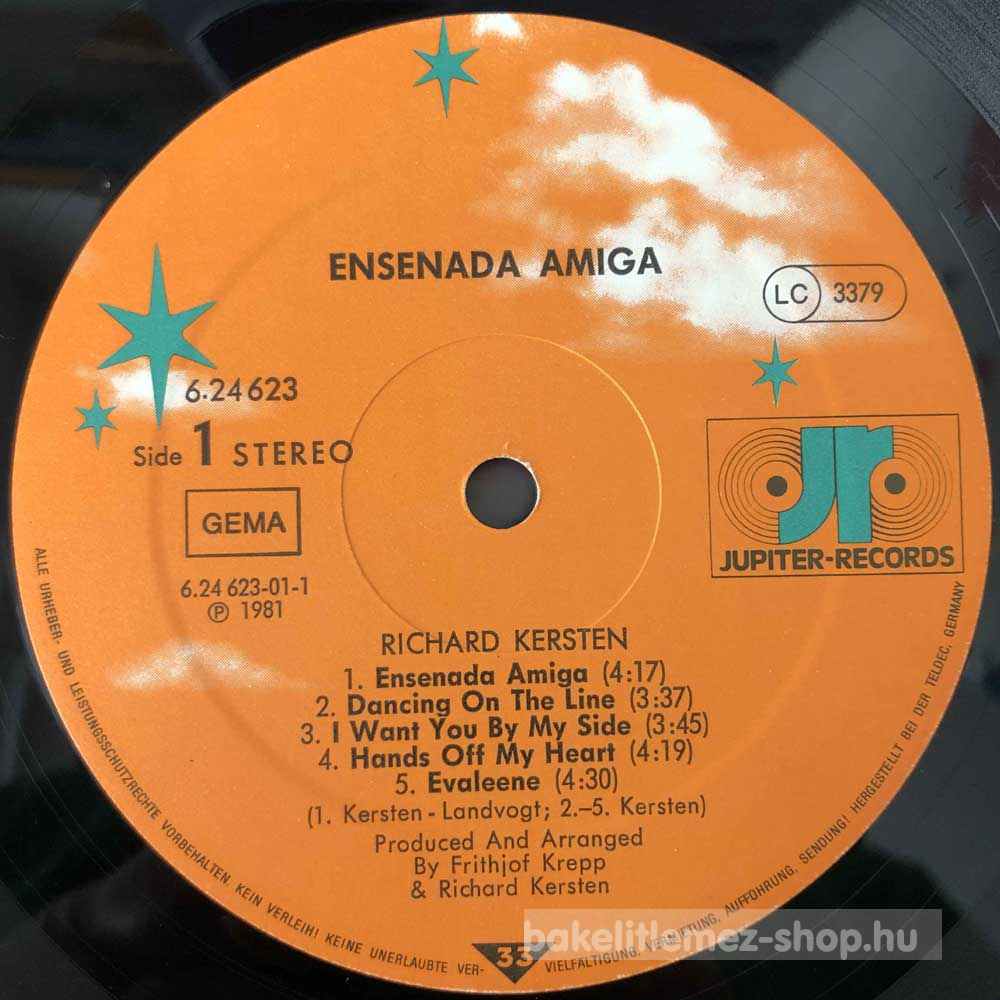 ENSENADA AMIGA
LC 3379
6.24 623
Side 1 STEREO
GEMA
6.24 623-01-1
℗ 1981
jr
JUPITER-RECORDS
RICHARD KERSTEN
1. Ensenada Amiga (4:17)
2. Dancing On The Line (3:37)
3. I Want You By My Side (3:45)
4. Hands Off My Heart (4:19)
5. Evaleene (4:30)
(1. Kersten - Landvogt; 2.–5. Kersten)
Produced And Arranged
By Frithjof Krepp
& Richard Kersten
ALLE URHEBER- UND LEISTUNGSSCHUTZRECHTE VORBEHALTEN. KEIN VERLEIH! KEINE UNERLAUBTE VER- VIELFÄLTIGUNG, VERMIETUNG, AUFFÜHRUNG, SENDUNG! HERGESTELLT BEI DER TELDEC, GERMANY
33
bakelitlemez-shop.hu